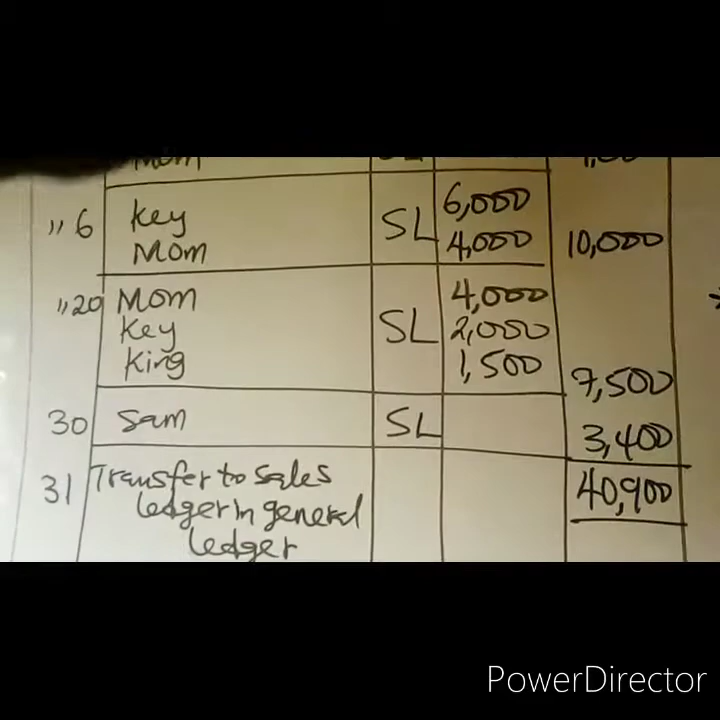 Mom
,,6 Key SL 6,000
Mom 4,000 10,000
,,20 Mom 4,000
Key SL 2,000
King 1,500 7,500
30 Sam SL 3,400
31 Transfer to sales 40,900
ledger in general
ledger
PowerDirector